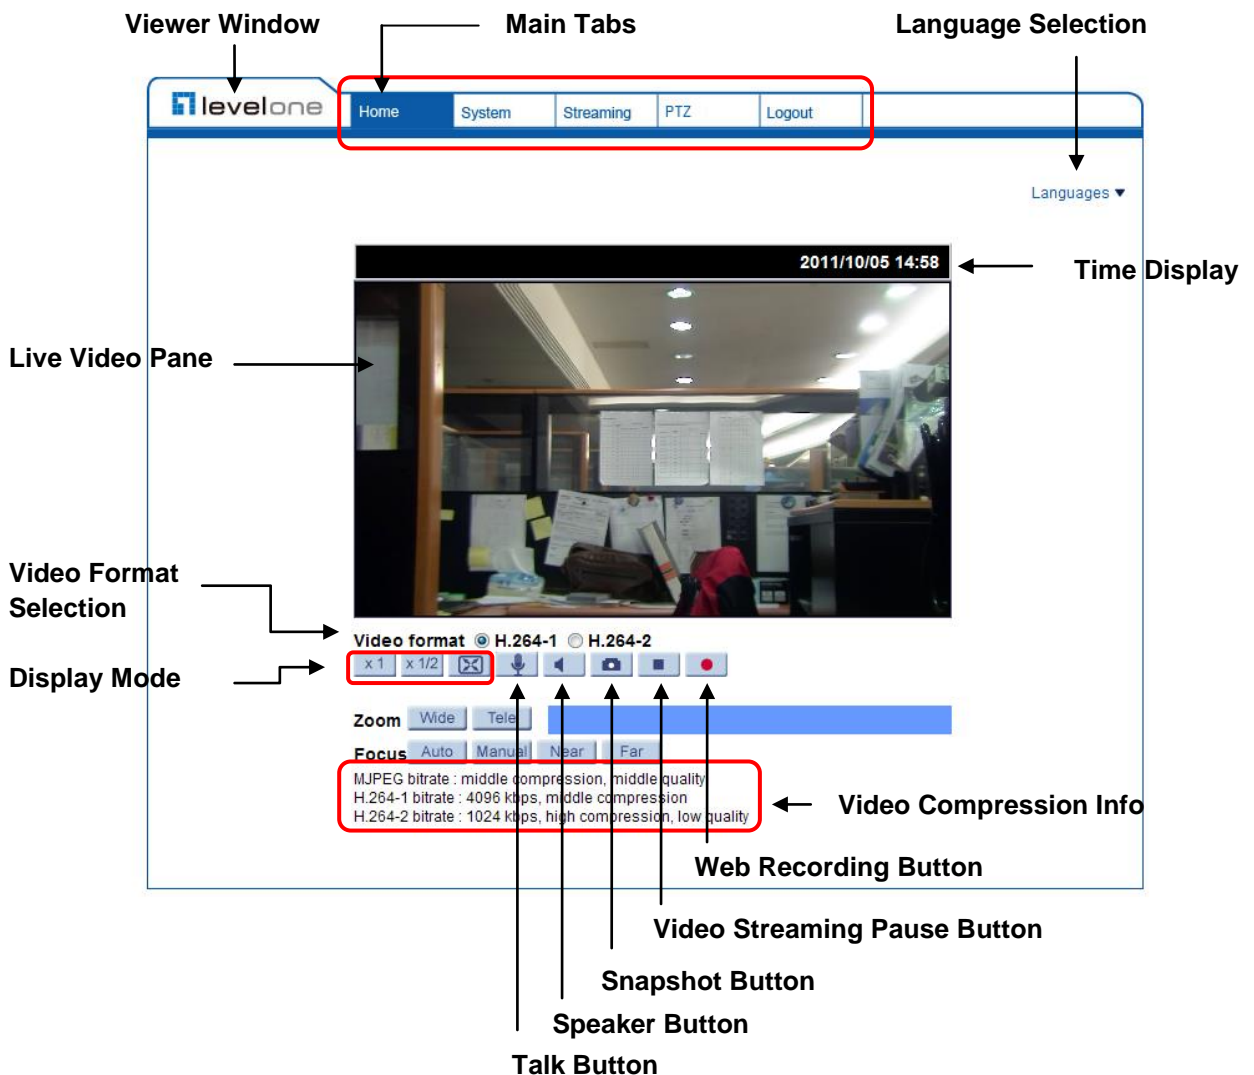 Viewer Window
Main Tabs
Language Selection
levelone
Home
System
Streaming
PTZ
Logout
Languages
2011/10/05 14:58
Time Display
Live Video Pane
Video Format
Selection
Video format H.264-1 H.264-2
Display Mode
x 1
x 1/2
Zoom Wide Tele
Focus Auto Manual Near Far
MJPEG bitrate : middle compression, middle quality
H.264-1 bitrate : 4096 kbps, middle compression
H.264-2 bitrate : 1024 kbps, high compression, low quality
Video Compression Info
Web Recording Button
Video Streaming Pause Button
Snapshot Button
Speaker Button
Talk Button